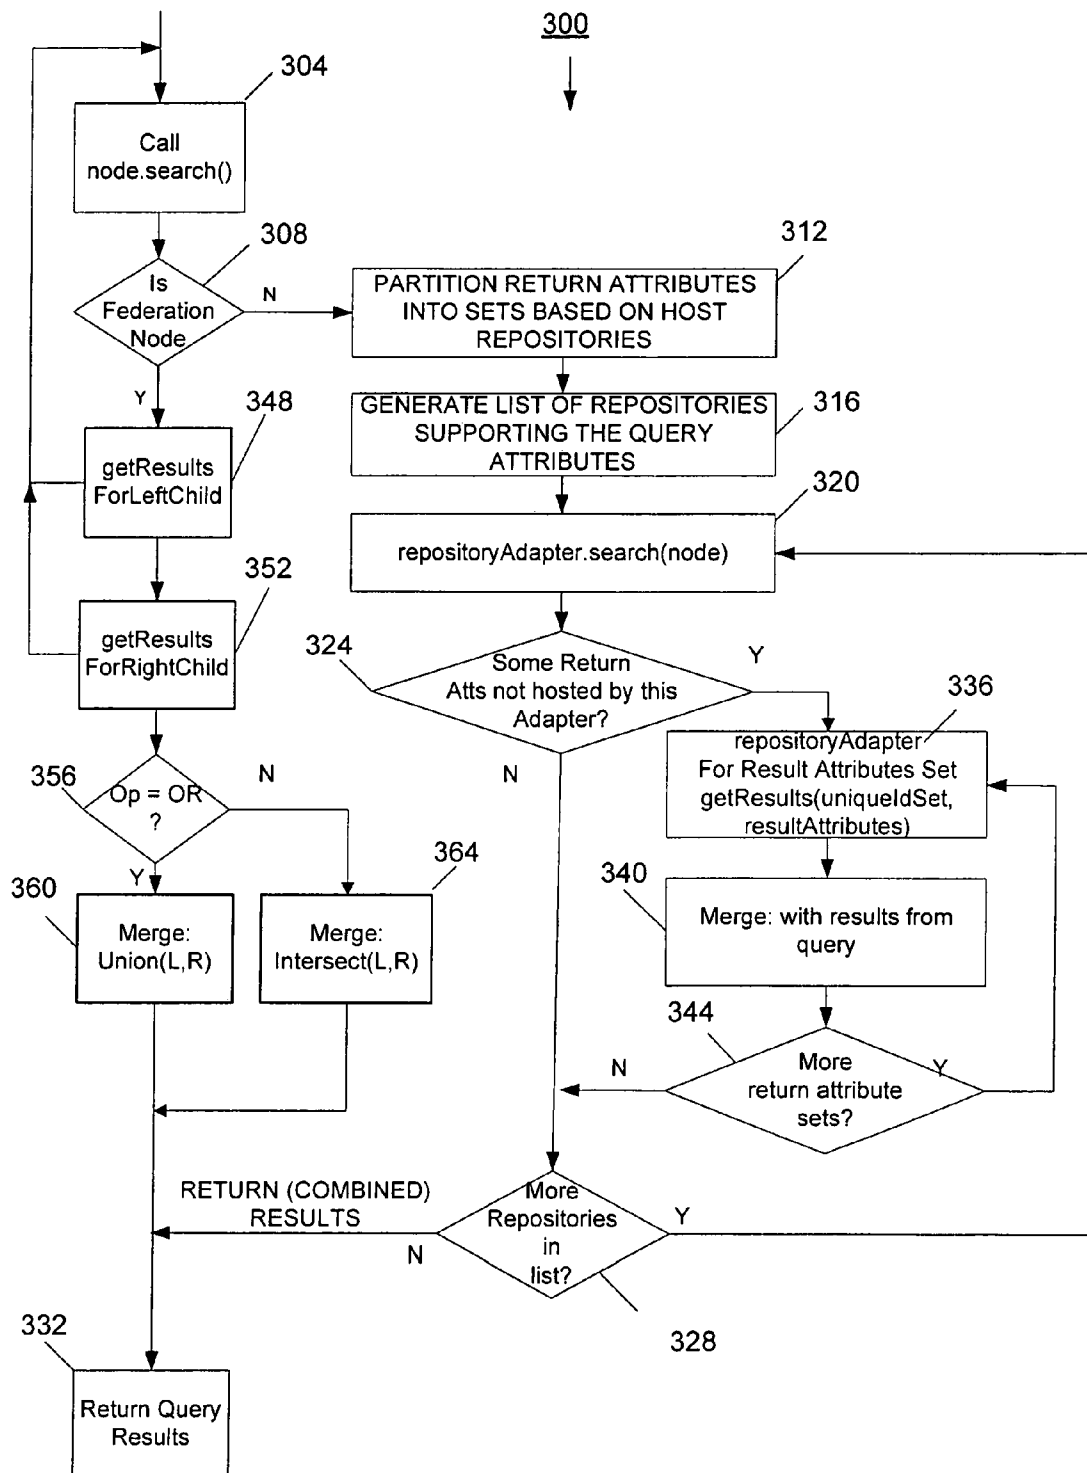 300
304
Call
node.search()
308
Is
Federation
Node
N
Y
312
PARTITION RETURN ATTRIBUTES
INTO SETS BASED ON HOST
REPOSITORIES
316
GENERATE LIST OF REPOSITORIES
SUPPORTING THE QUERY
ATTRIBUTES
348
getResults
ForLeftChild
320
repositoryAdapter.search(node)
352
getResults
ForRightChild
324
Some Return
Atts not hosted by this
Adapter?
Y
N
336
repositoryAdapter
For Result Attributes Set
getResults(uniqueIdSet,
resultAttributes)
356
Op = OR
?
N
Y
360
Merge:
Union(L,R)
364
Merge:
Intersect(L,R)
340
Merge: with results from
query
344
More
return attribute
sets?
N
Y
RETURN (COMBINED)
RESULTS
More
Repositories
in
list?
N
Y
328
332
Return Query
Results